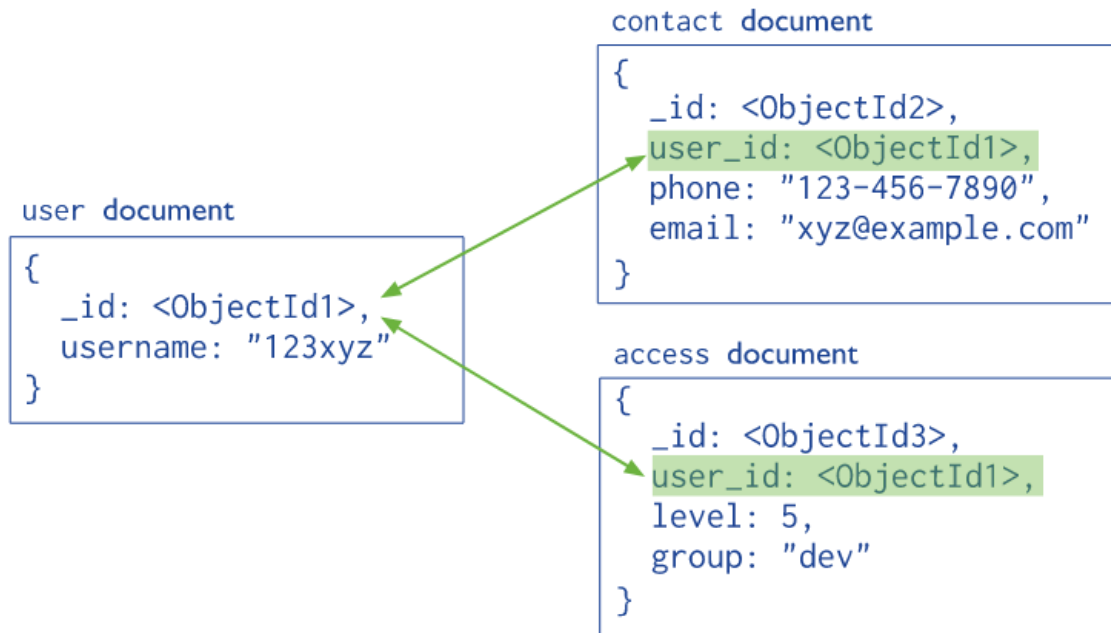 user document
{
_id: <ObjectId1>,
username: "123xyz"
}
contact document
{
_id: <ObjectId2>,
user_id: <ObjectId1>,
phone: "123-456-7890",
email: "xyz@example.com"
}
access document
{
_id: <ObjectId3>,
user_id: <ObjectId1>,
level: 5,
group: "dev"
}